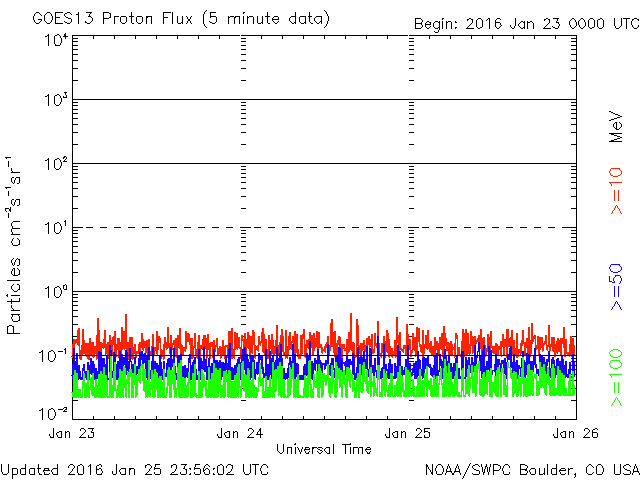 GOES13 Proton Flux (5 minute data)
Begin: 2016 Jan 23 0000 UTC
10⁴
10³
10²
10¹
10⁰
10⁻¹
10⁻²
Particles cm⁻²s⁻¹sr⁻¹
Jan 23
Jan 24
Jan 25
Jan 26
Universal Time
MeV
>=10
>=50
>=100
Updated 2016 Jan 25 23:56:02 UTC
NOAA/SWPC Boulder, CO USA